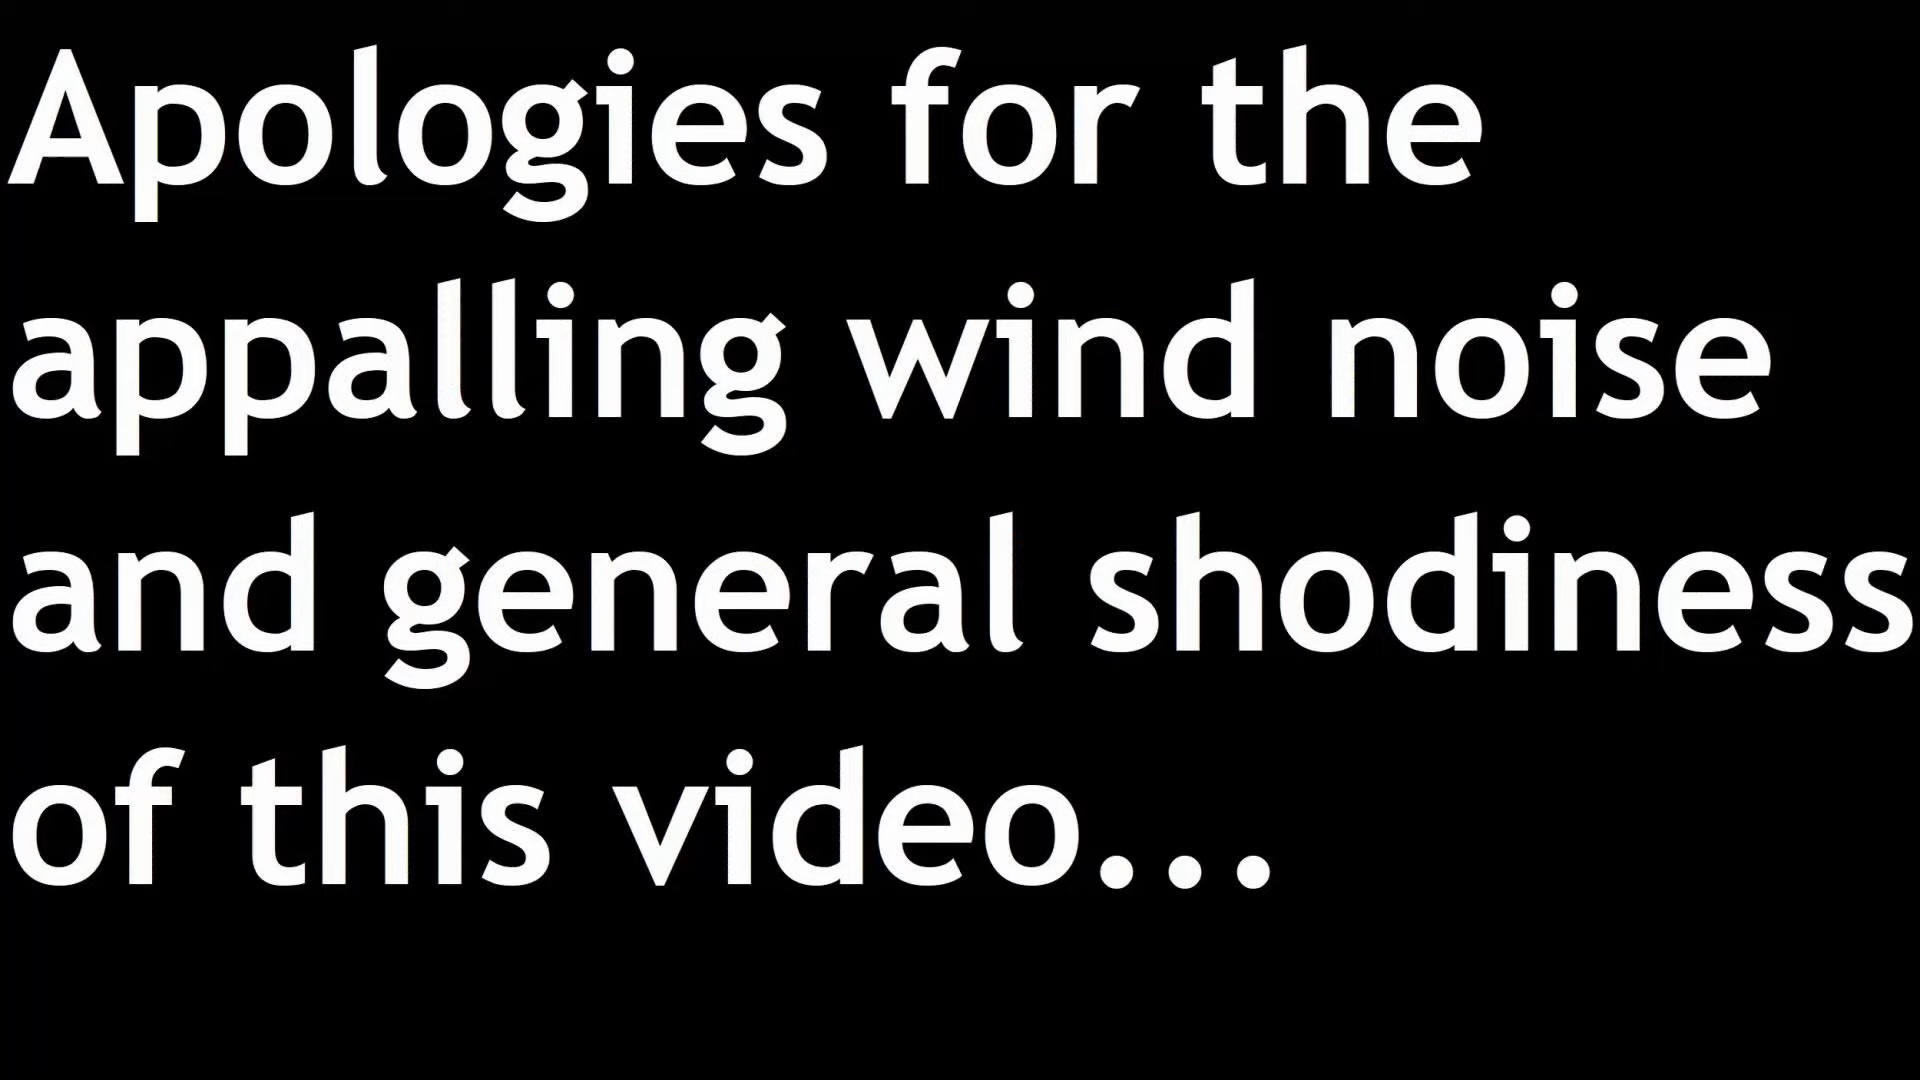 Apologies for the
appalling wind noise
and general shodiness
of this video...